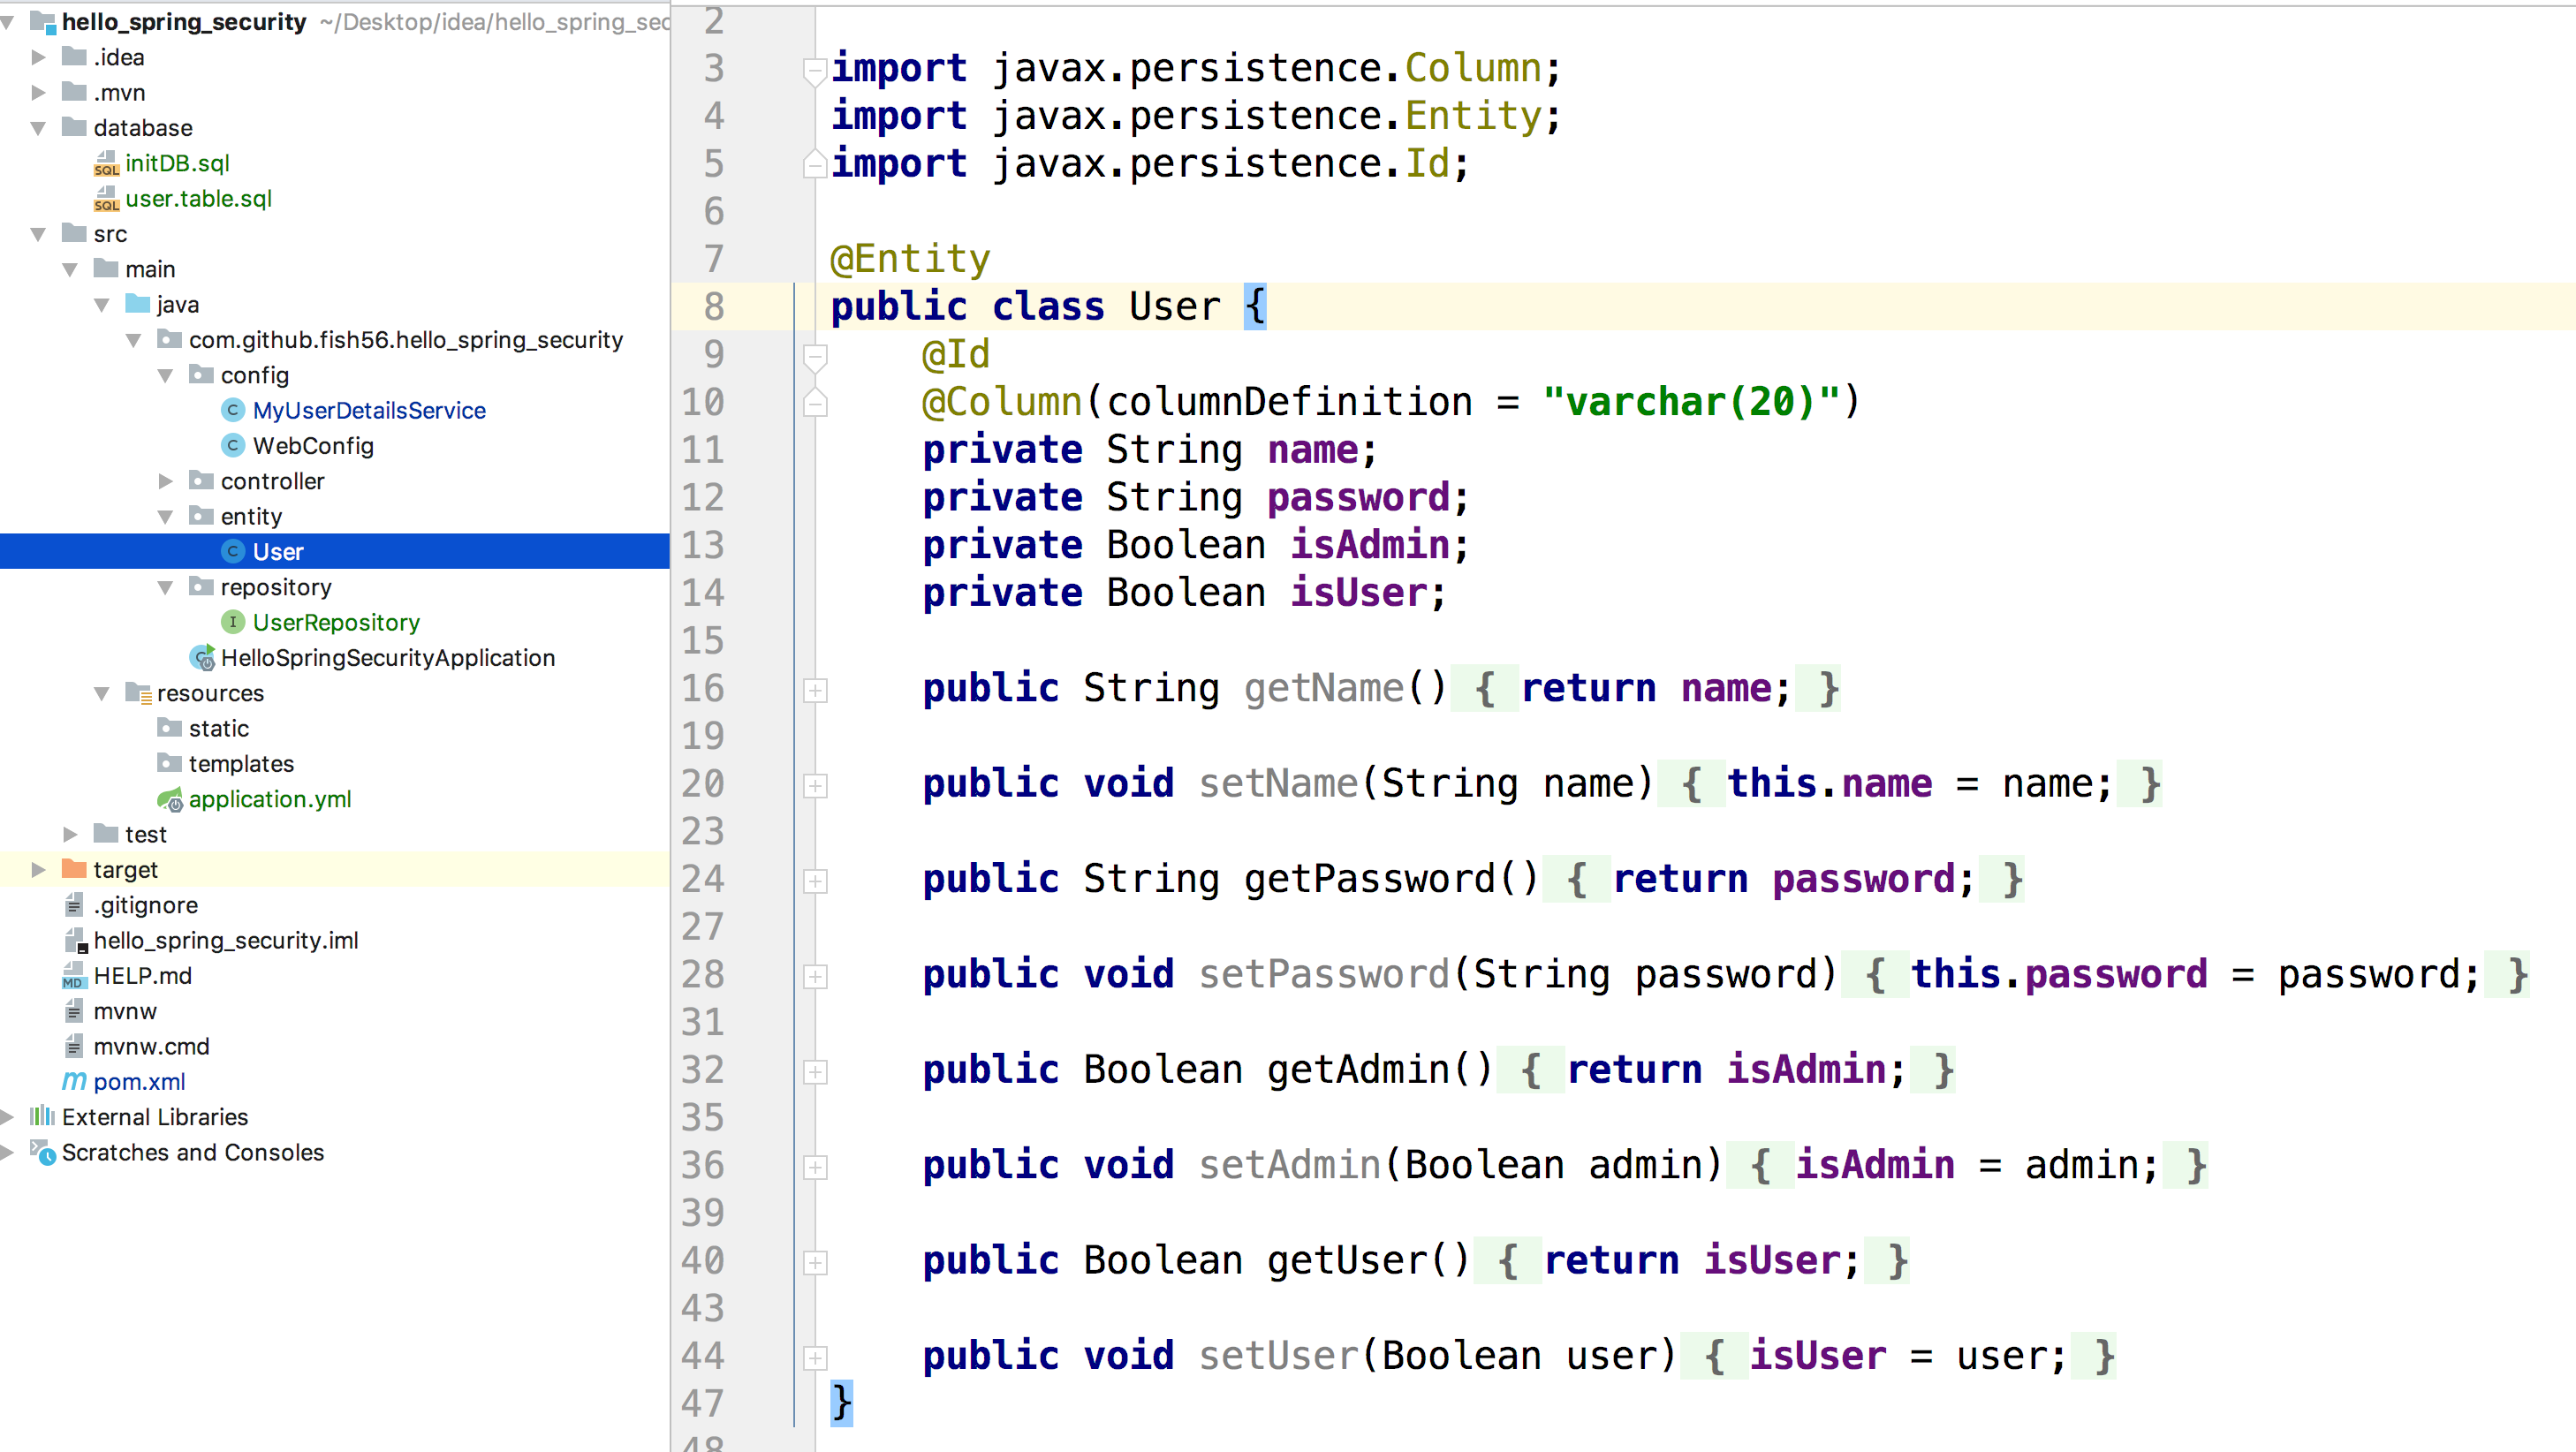 hello_spring_security ~/Desktop/idea/hello_spring_sec
.idea
.mvn
database
SQL initDB.sql
SQL user.table.sql
src
main
java
com.github.fish56.hello_spring_security
config
C MyUserDetailsService
C WebConfig
controller
entity
C User
repository
I UserRepository
C HelloSpringSecurityApplication
resources
static
templates
application.yml
test
target
.gitignore
hello_spring_security.iml
MD HELP.md
mvnw
mvnw.cmd
m pom.xml
External Libraries
Scratches and Consoles
2
3 import javax.persistence.Column;
4 import javax.persistence.Entity;
5 import javax.persistence.Id;
6
7 @Entity
8 public class User {
9 @Id
10 @Column(columnDefinition = "varchar(20)")
11 private String name;
12 private String password;
13 private Boolean isAdmin;
14 private Boolean isUser;
15
16 public String getName() { return name; }
19
20 public void setName(String name) { this.name = name; }
23
24 public String getPassword() { return password; }
27
28 public void setPassword(String password) { this.password = password; }
31
32 public Boolean getAdmin() { return isAdmin; }
35
36 public void setAdmin(Boolean admin) { isAdmin = admin; }
39
40 public Boolean getUser() { return isUser; }
43
44 public void setUser(Boolean user) { isUser = user; }
47 }
48